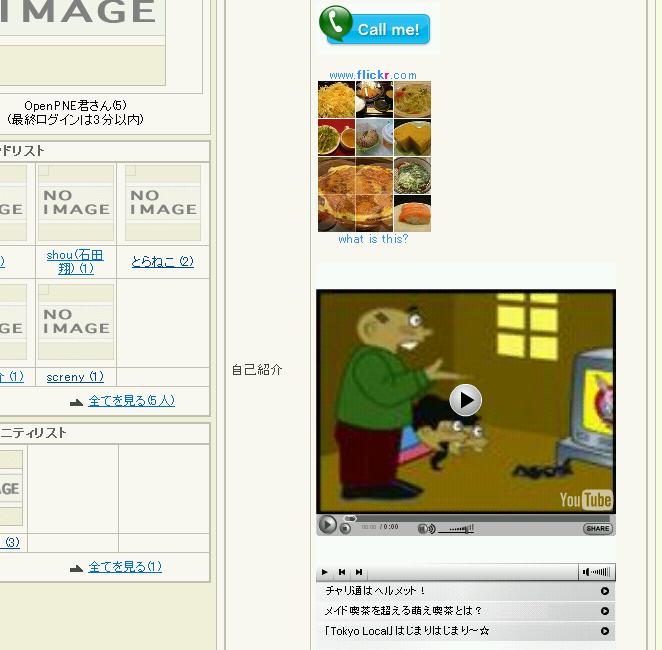 IMAGE
OpenPNE君さん(5)
(最終ログインは3分以内)
ドリスト
GE
NO IMAGE
NO IMAGE
)
shou(石田
翔) (1)
とらねこ (2)
GE
NO IMAGE
介 (1)
screny (1)
全てを見る(5人)
ニティリスト
AGE
(3)
全てを見る(1)
自己紹介
Call me!
www.flickr.com
what is this?
YouTube
00:00 / 0:00
SHARE
チャリ通はヘルメット！
メイド喫茶を超える萌え喫茶とは？
「Tokyo Local」はじまりはじまり〜☆